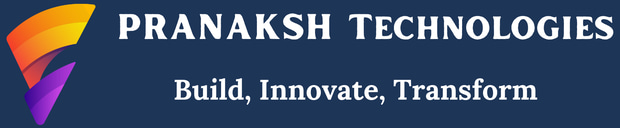 PRANAKSH TECHNOLOGIES
Build, Innovate, Transform